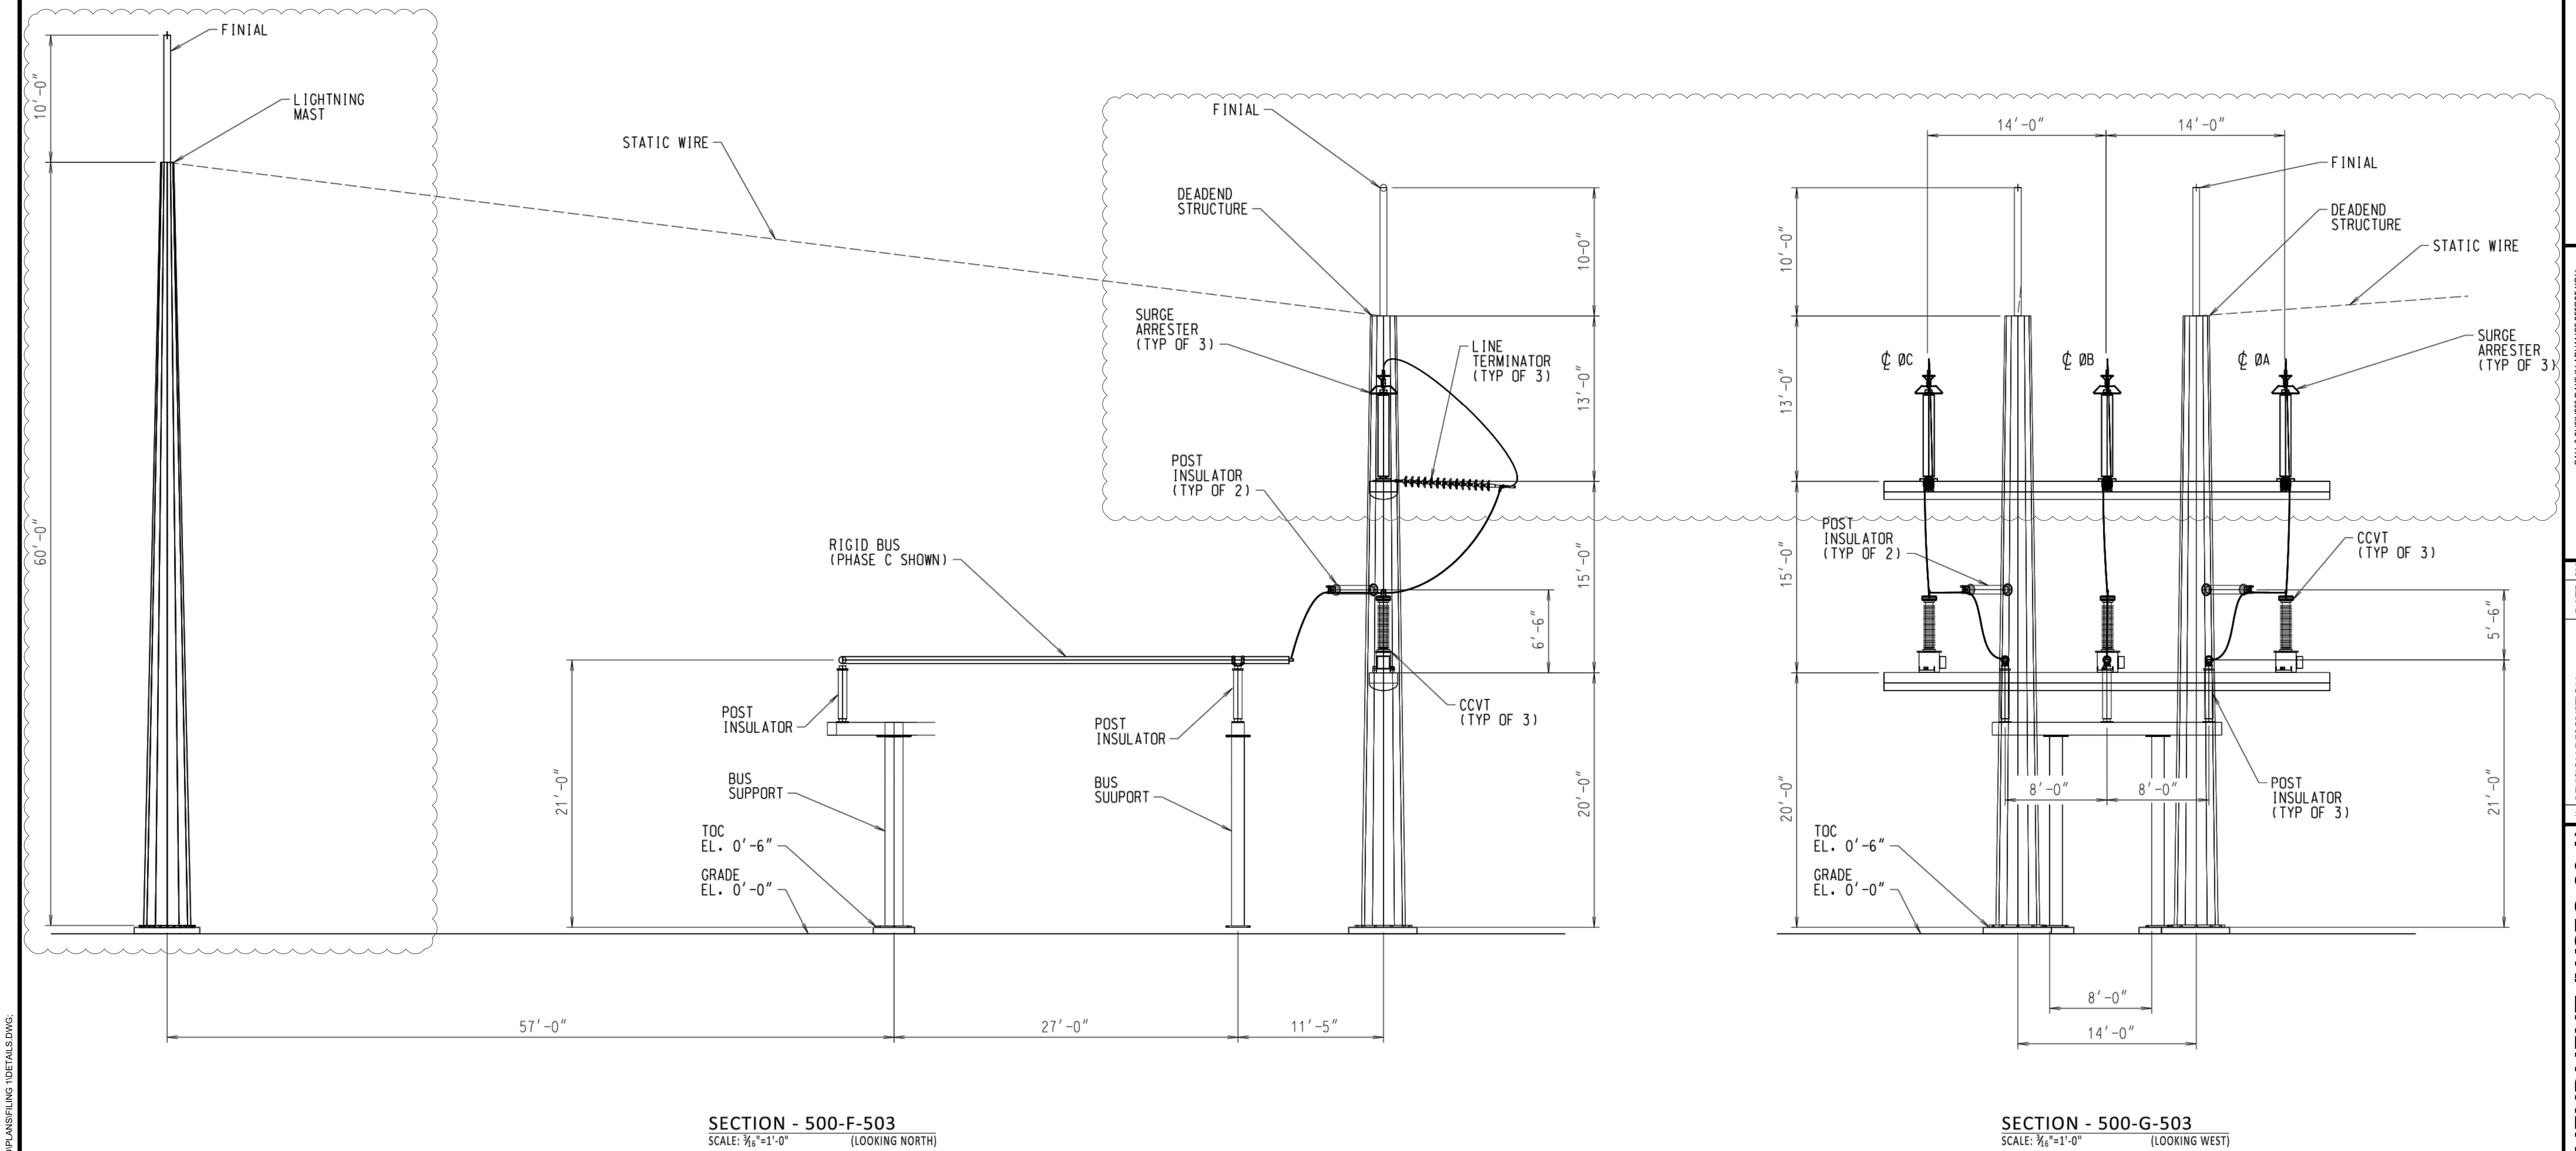 FINIAL
10'-0"
LIGHTNING
MAST
60'-0"
STATIC WIRE
FINIAL
DEADEND
STRUCTURE
10-0"
SURGE
ARRESTER
(TYP OF 3)
LINE
TERMINATOR
(TYP OF 3)
13'-0"
POST
INSULATOR
(TYP OF 2)
RIGID BUS
(PHASE C SHOWN)
15'-0"
6'-6"
POST
INSULATOR
POST
INSULATOR
CCVT
(TYP OF 3)
21'-0"
BUS
SUPPORT
BUS
SUUPORT
20'-0"
TOC
EL. 0'-6"
GRADE
EL. 0'-0"
57'-0"
27'-0"
11'-5"
SECTION - 500-F-503
SCALE: 3/16"=1'-0" (LOOKING NORTH)
14'-0"
14'-0"
FINIAL
DEADEND
STRUCTURE
STATIC WIRE
10'-0"
℄ ØC
℄ ØB
℄ ØA
SURGE
ARRESTER
(TYP OF 3)
13'-0"
POST
INSULATOR
(TYP OF 2)
CCVT
(TYP OF 3)
15'-0"
5'-6"
8'-0"
8'-0"
POST
INSULATOR
(TYP OF 3)
20'-0"
21'-0"
TOC
EL. 0'-6"
GRADE
EL. 0'-0"
8'-0"
14'-0"
SECTION - 500-G-503
SCALE: 3/16"=1'-0" (LOOKING WEST)
\PLANS\FILING 1\DETAILS.DWG;